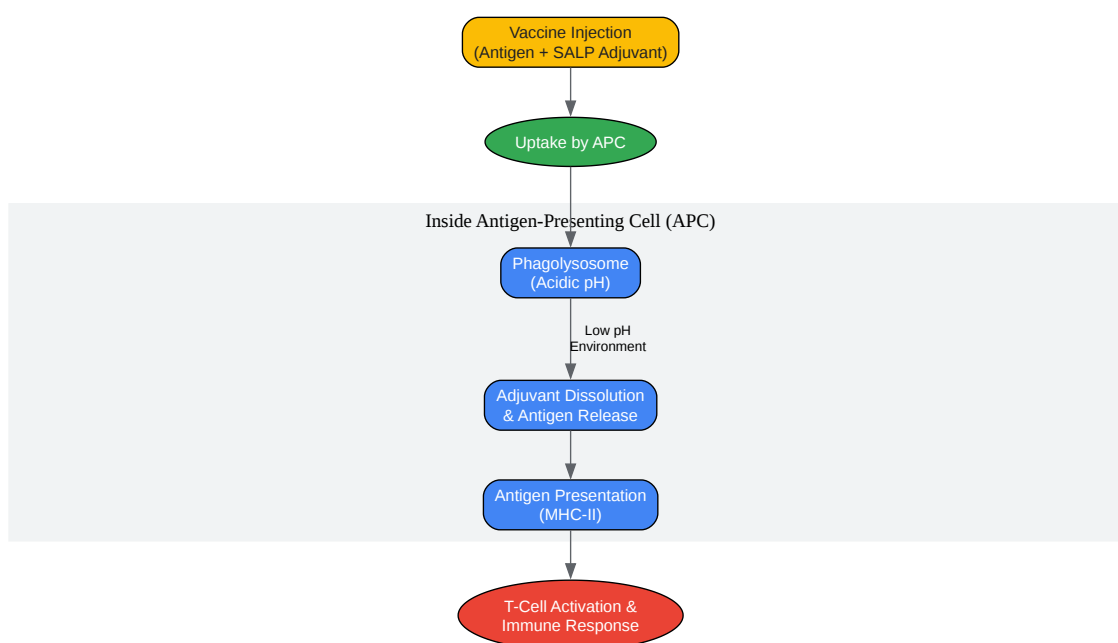 Vaccine Injection
(Antigen + SALP Adjuvant)
Uptake by APC
Inside Antigen-Presenting Cell (APC)
Phagolysosome
(Acidic pH)
Low pH
Environment
Adjuvant Dissolution
& Antigen Release
Antigen Presentation
(MHC-II)
T-Cell Activation &
Immune Response